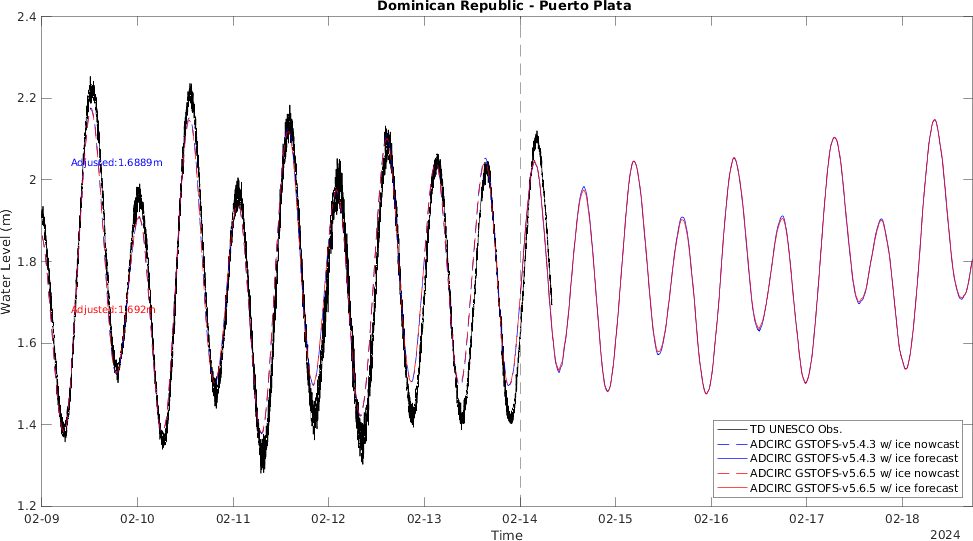 Dominican Republic - Puerto Plata
Water Level (m)
2.4
2.2
2
1.8
1.6
1.4
1.2
Adjusted:1.6889m
Adjusted:1.692m
TD UNESCO Obs.
ADCIRC GSTOFS-v5.4.3 w/ ice nowcast
ADCIRC GSTOFS-v5.4.3 w/ ice forecast
ADCIRC GSTOFS-v5.6.5 w/ ice nowcast
ADCIRC GSTOFS-v5.6.5 w/ ice forecast
02-09 02-10 02-11 02-12 02-13 02-14 02-15 02-16 02-17 02-18
Time
2024